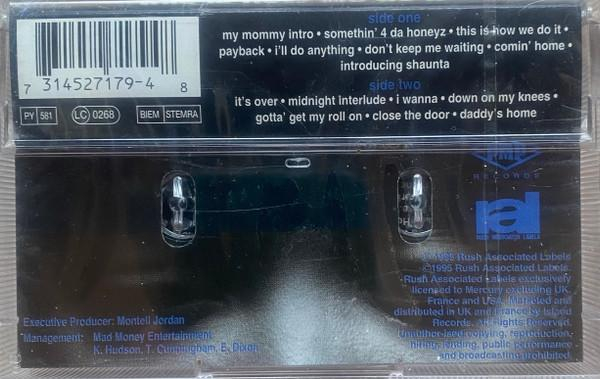 side one
my mommy intro • somethin' 4 da honeyz • this is how we do it •
payback • i'll do anything • don't keep me waiting • comin' home •
introducing shaunta
side two
it's over • midnight interlude • i wanna • down on my knees •
gotta' get my roll on • close the door • daddy's home
7 314527179-4 8
PY 581 LC 0268 BIEM STEMRA
RECORDS
ral
RUSH ASSOCIATED LABELS
℗1995 Rush Associated Labels
©1995 Rush Associated Labels.
Rush Associated Labels exclusively
licensed to Mercury excluding UK,
France and USA. Marketed and
distributed in UK and France by Island
Records. All Rights Reserved.
Unauthorised copying, reproduction,
hiring, lending, public performance
and broadcasting prohibited.
Executive Producer: Montell Jordan
Management: Mad Money Entertainment
K. Hudson, T. Cunningham, E. Dixon